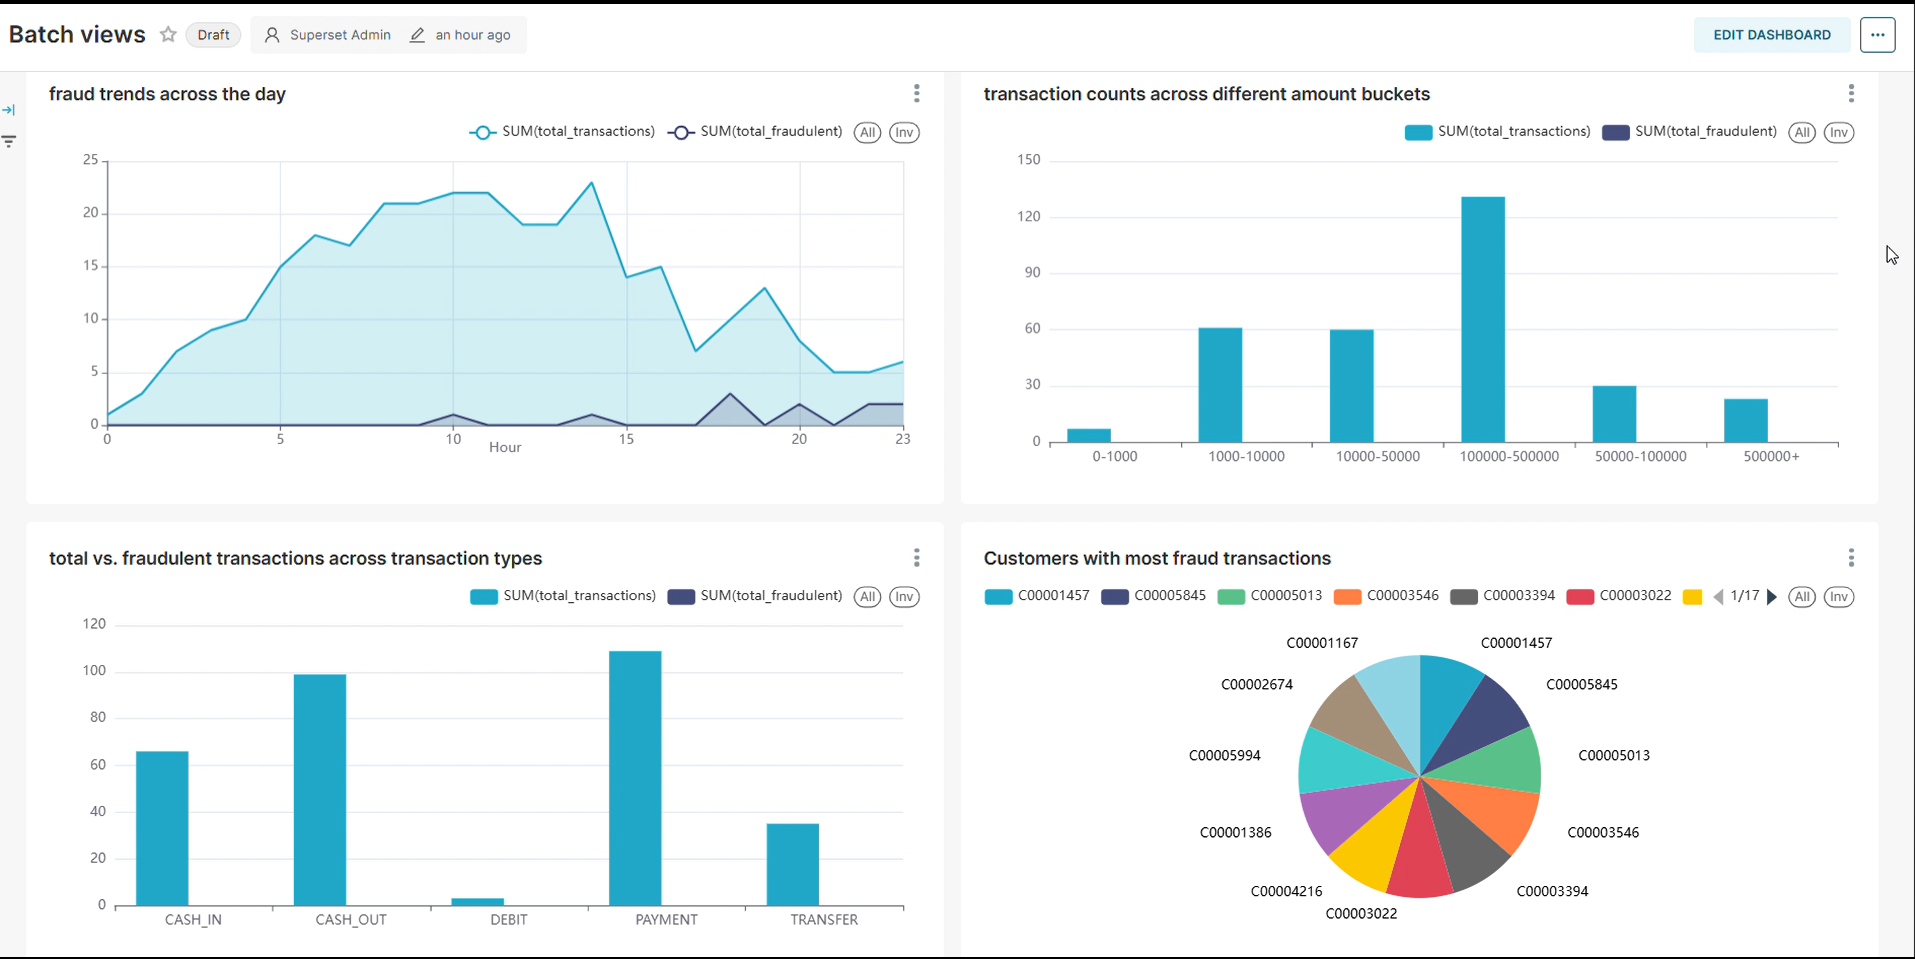 Batch views Draft Superset Admin an hour ago EDIT DASHBOARD ...
fraud trends across the day
SUM(total_transactions) SUM(total_fraudulent) All Inv
25
20
15
10
5
0
0 5 10 15 20 23
Hour
transaction counts across different amount buckets
SUM(total_transactions) SUM(total_fraudulent) All Inv
150
120
90
60
30
0
0-1000 1000-10000 10000-50000 100000-500000 50000-100000 500000+
total vs. fraudulent transactions across transaction types
SUM(total_transactions) SUM(total_fraudulent) All Inv
120
100
80
60
40
20
0
CASH_IN CASH_OUT DEBIT PAYMENT TRANSFER
Customers with most fraud transactions
C00001457 C00005845 C00005013 C00003546 C00003394 C00003022 1/17 All Inv
C00001167 C00001457
C00002674 C00005845
C00005994 C00005013
C00001386 C00003546
C00004216 C00003394
C00003022